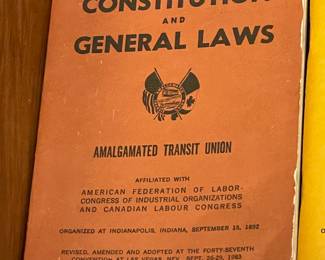 CONSTITUTION
AND
GENERAL LAWS
AMALGAMATED TRANSIT UNION
AFFILIATED WITH
AMERICAN FEDERATION OF LABOR-
CONGRESS OF INDUSTRIAL ORGANIZATIONS
AND CANADIAN LABOUR CONGRESS
ORGANIZED AT INDIANAPOLIS, INDIANA, SEPTEMBER 15, 1892
REVISED, AMENDED AND ADOPTED AT THE FORTY-SEVENTH
CONVENTION AT LAS VEGAS, NEV., SEPT. 26-29, 1983